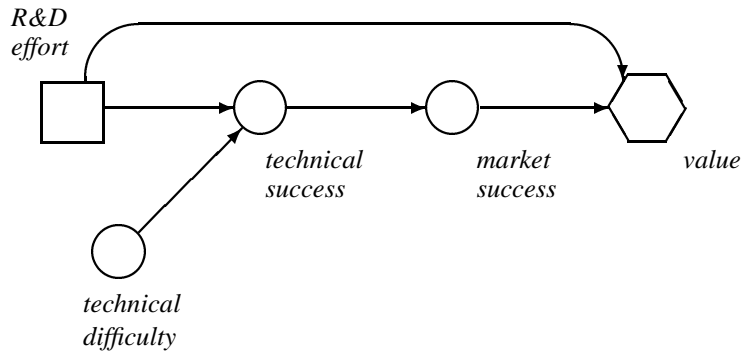 R&D
effort
technical
success
market
success
value
technical
difficulty